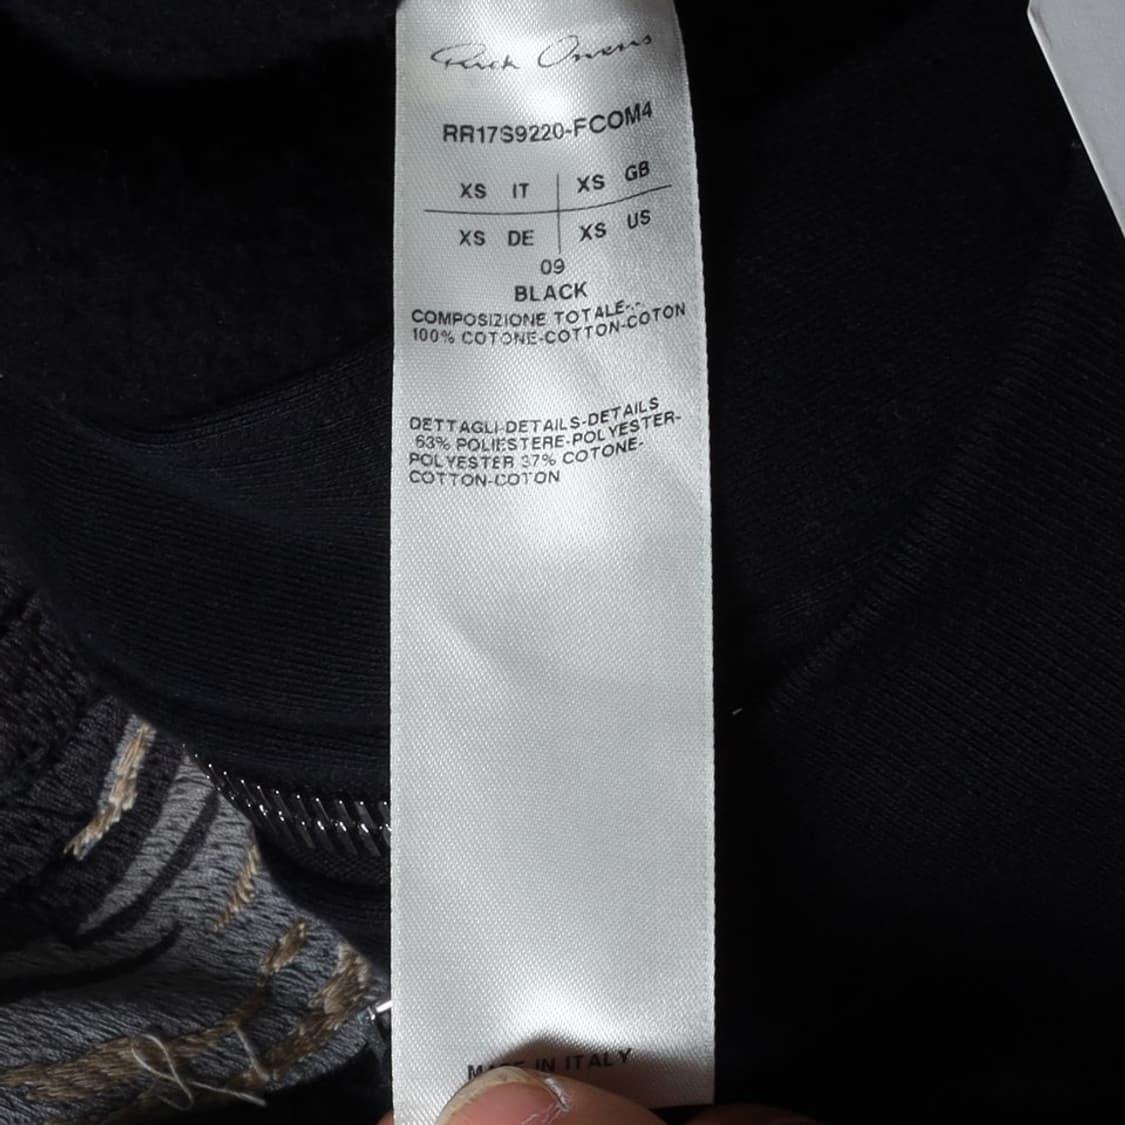 Rick Owens
RR17S9220-FCOM4
XS IT XS GB
XS DE XS US
09
BLACK
COMPOSIZIONE TOTALE-.-
100% COTONE-COTTON-COTON
DETTAGLI-DETAILS-DETAILS
63% POLIESTERE-POLYESTER-
POLYESTER 37% COTONE-
COTTON-COTON
MADE IN ITALY